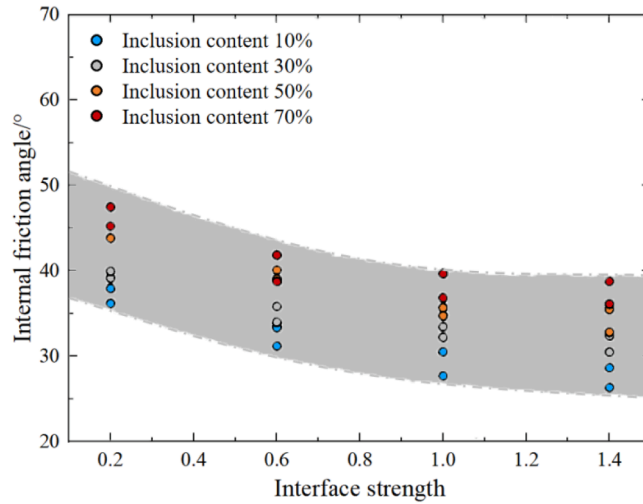 70
60
50
40
30
20
Internal friction angle/°
Inclusion content 10%
Inclusion content 30%
Inclusion content 50%
Inclusion content 70%
0.2 0.4 0.6 0.8 1.0 1.2 1.4
Interface strength